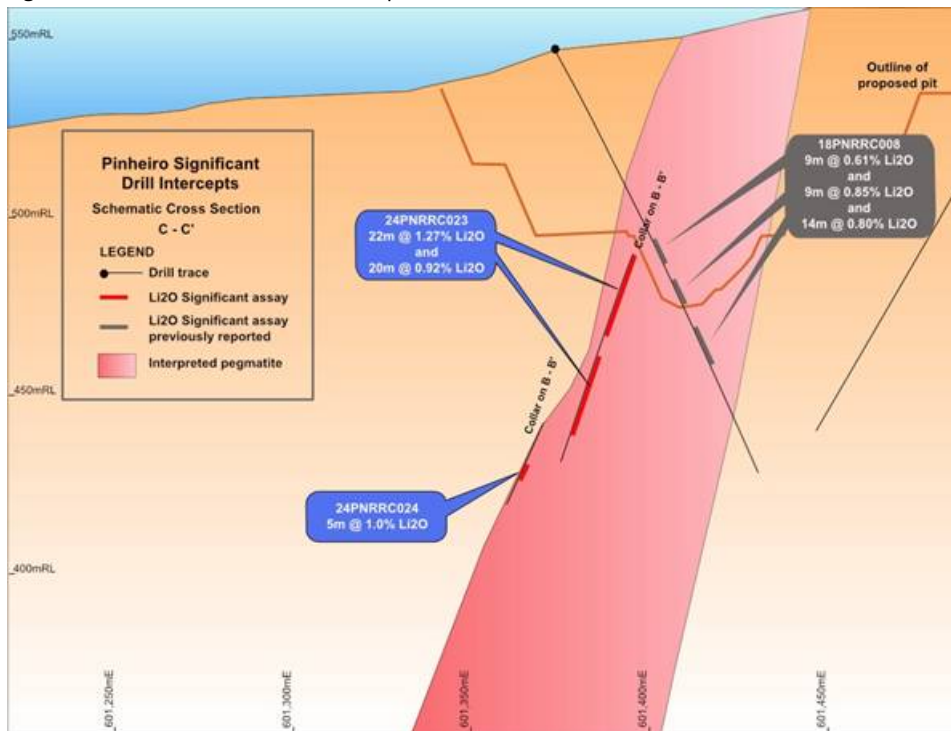 550mRL
Outline of
proposed pit
Pinheiro Significant
Drill Intercepts
Schematic Cross Section
C - C'
LEGEND
Drill trace
Li2O Significant assay
Li2O Significant assay
previously reported
Interpreted pegmatite
18PNRRC008
9m @ 0.61% Li2O
and
9m @ 0.85% Li2O
and
14m @ 0.80% Li2O
500mRL
24PNRRC023
22m @ 1.27% Li2O
and
20m @ 0.92% Li2O
Collar on B - B'
450mRL
Collar on B - B'
24PNRRC024
5m @ 1.0% Li2O
400mRL
601,250mE
601,300mE
601,350mE
601,400mE
601,450mE